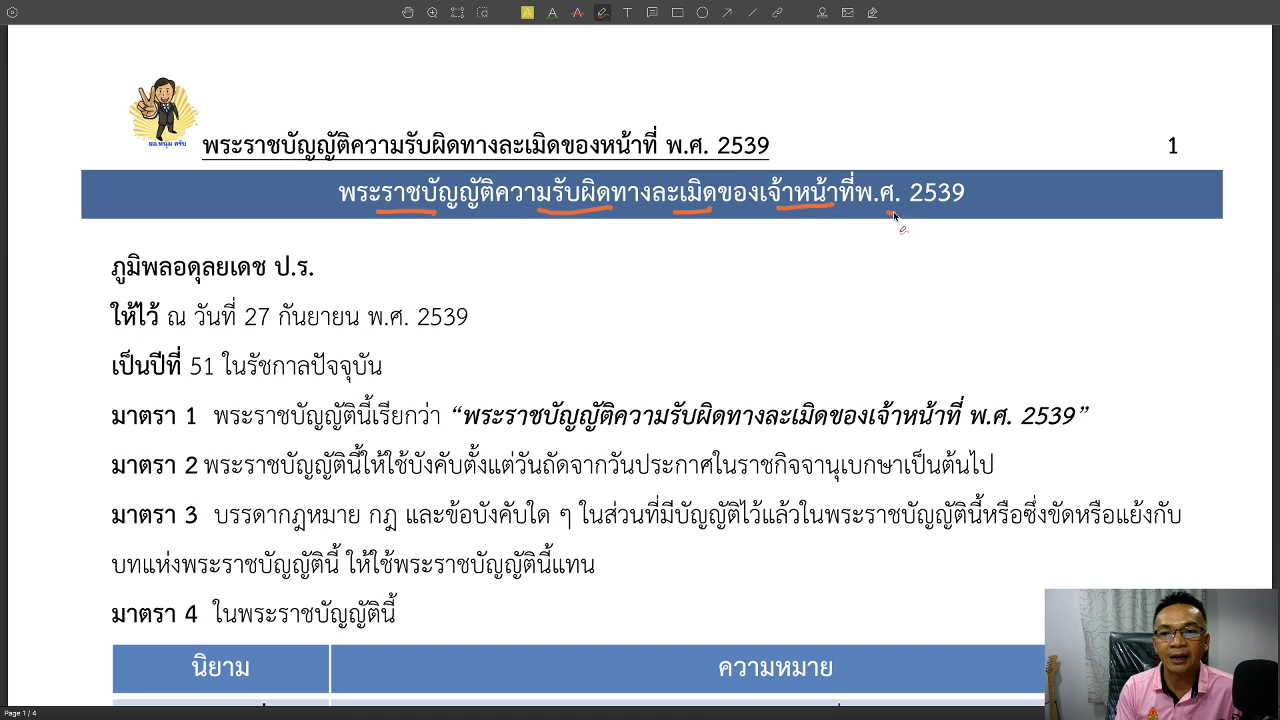 ผอ.หนุ่ม ครับ
พระราชบัญญัติความรับผิดทางละเมิดของหน้าที่ พ.ศ. 2539
1
พระราชบัญญัติความรับผิดทางละเมิดของเจ้าหน้าที่พ.ศ. 2539
ภูมิพลอดุลยเดช ป.ร.
ให้ไว้ ณ วันที่ 27 กันยายน พ.ศ. 2539
เป็นปีที่ 51 ในรัชกาลปัจจุบัน
มาตรา 1 พระราชบัญญัตินี้เรียกว่า “พระราชบัญญัติความรับผิดทางละเมิดของเจ้าหน้าที่ พ.ศ. 2539”
มาตรา 2 พระราชบัญญัตินี้ให้ใช้บังคับตั้งแต่วันถัดจากวันประกาศในราชกิจจานุเบกษาเป็นต้นไป
มาตรา 3 บรรดากฎหมาย กฎ และข้อบังคับใด ๆ ในส่วนที่มีบัญญัติไว้แล้วในพระราชบัญญัตินี้หรือซึ่งขัดหรือแย้งกับ
บทแห่งพระราชบัญญัตินี้ ให้ใช้พระราชบัญญัตินี้แทน
มาตรา 4 ในพระราชบัญญัตินี้
นิยาม ความหมาย
Page 1 / 4